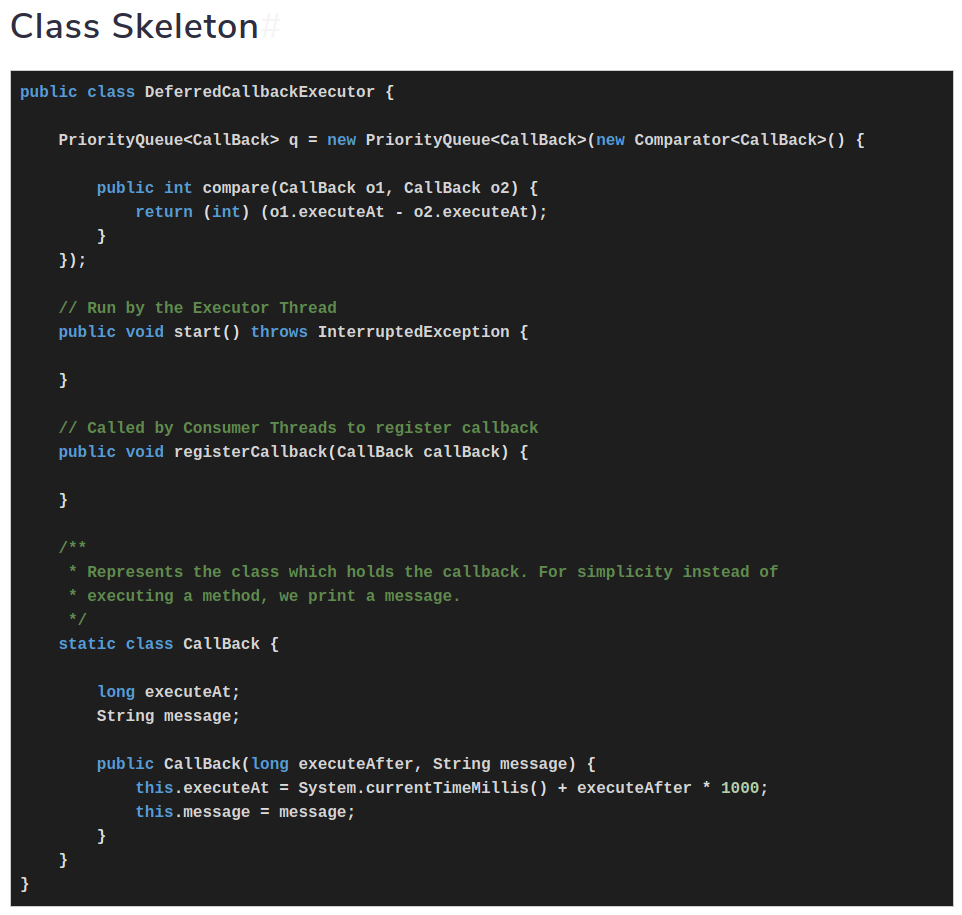 Class Skeleton#
public class DeferredCallbackExecutor {
    PriorityQueue<CallBack> q = new PriorityQueue<CallBack>(new Comparator<CallBack>() {
        public int compare(CallBack o1, CallBack o2) {
            return (int) (o1.executeAt - o2.executeAt);
        }
    });
    // Run by the Executor Thread
    public void start() throws InterruptedException {
    }
    // Called by Consumer Threads to register callback
    public void registerCallback(CallBack callBack) {
    }
    /**
     * Represents the class which holds the callback. For simplicity instead of
     * executing a method, we print a message.
     */
    static class CallBack {
        long executeAt;
        String message;
        public CallBack(long executeAfter, String message) {
            this.executeAt = System.currentTimeMillis() + executeAfter * 1000;
            this.message = message;
        }
    }
}